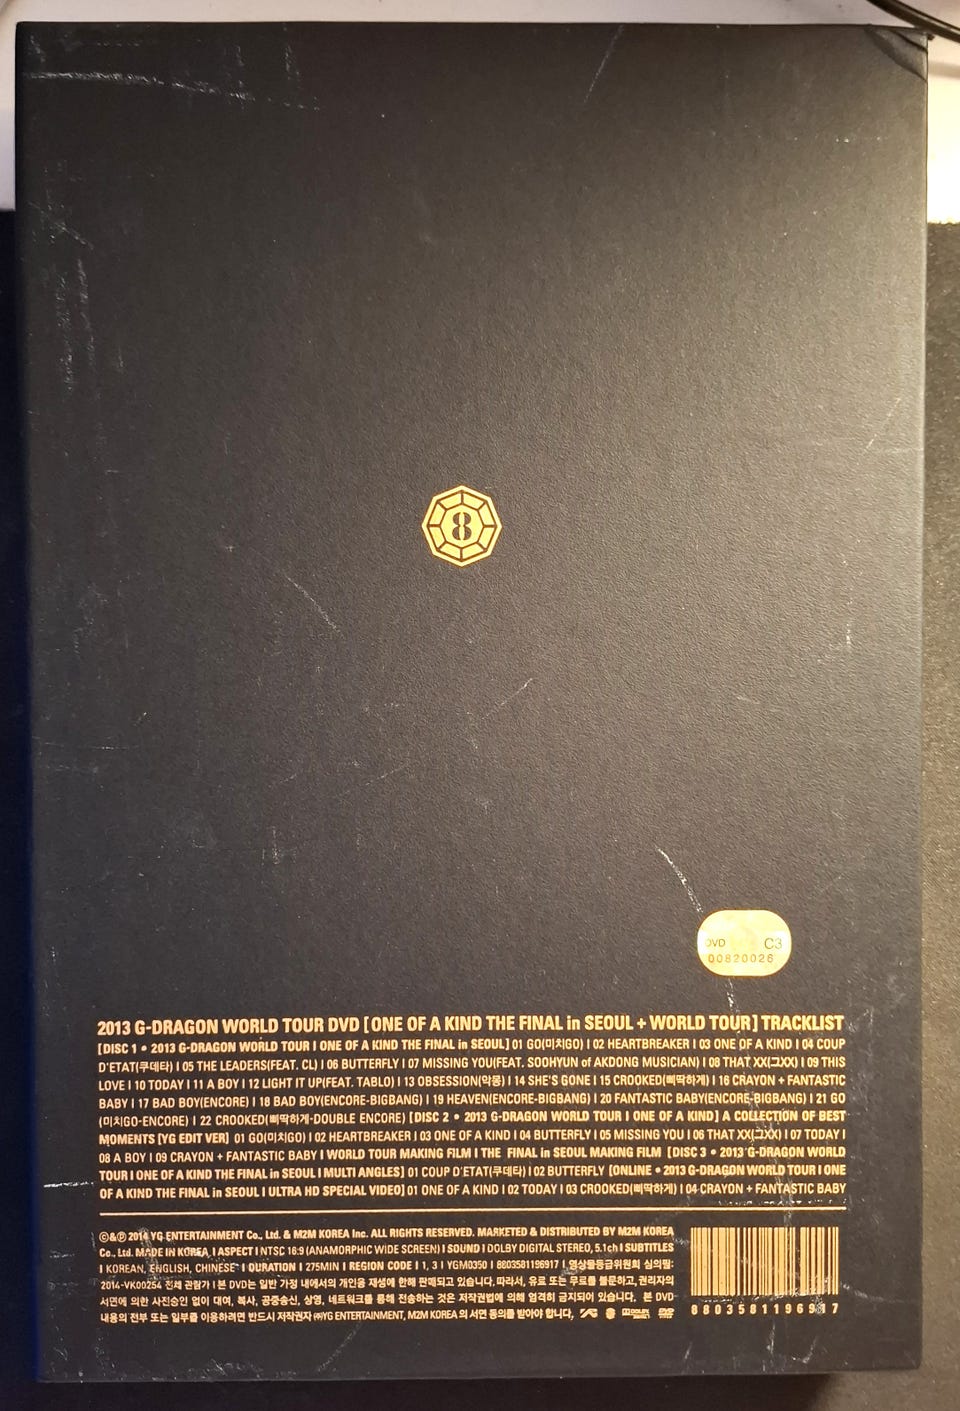 8
DVD C3
00820026
2013 G-DRAGON WORLD TOUR DVD [ONE OF A KIND THE FINAL in SEOUL + WORLD TOUR] TRACKLIST
[DISC 1 • 2013 G-DRAGON WORLD TOUR I ONE OF A KIND THE FINAL in SEOUL] 01 GO(미치GO) I 02 HEARTBREAKER I 03 ONE OF A KIND I 04 COUP
D'ETAT(쿠데타) I 05 THE LEADERS(FEAT. CL) I 06 BUTTERFLY I 07 MISSING YOU(FEAT. SOOHYUN of AKDONG MUSICIAN) I 08 THAT XX(그XX) I 09 THIS
LOVE I 10 TODAY I 11 A BOY I 12 LIGHT IT UP(FEAT. TABLO) I 13 OBSESSION(악몽) I 14 SHE'S GONE I 15 CROOKED(삐딱하게) I 16 CRAYON + FANTASTIC
BABY I 17 BAD BOY(ENCORE) I 18 BAD BOY(ENCORE-BIGBANG) I 19 HEAVEN(ENCORE-BIGBANG) I 20 FANTASTIC BABY(ENCORE-BIGBANG) I 21 GO
(미치GO-ENCORE) I 22 CROOKED(삐딱하게-DOUBLE ENCORE) [DISC 2 • 2013 G-DRAGON WORLD TOUR I ONE OF A KIND] A COLLECTION OF BEST
MOMENTS [YG EDIT VER] 01 GO(미치GO) I 02 HEARTBREAKER I 03 ONE OF A KIND I 04 BUTTERFLY I 05 MISSING YOU I 06 THAT XX(그XX) I 07 TODAY I
08 A BOY I 09 CRAYON + FANTASTIC BABY I WORLD TOUR MAKING FILM I THE FINAL in SEOUL MAKING FILM [DISC 3 • 2013 G-DRAGON WORLD
TOUR I ONE OF A KIND THE FINAL in SEOUL I MULTI ANGLES] 01 COUP D'ETAT(쿠데타) I 02 BUTTERFLY [ONLINE • 2013 G-DRAGON WORLD TOUR I ONE
OF A KIND THE FINAL in SEOUL I ULTRA HD SPECIAL VIDEO] 01 ONE OF A KIND I 02 TODAY I 03 CROOKED(삐딱하게) I 04 CRAYON + FANTASTIC BABY
©&℗ 2014 YG ENTERTAINMENT Co., Ltd. & M2M KOREA Inc. ALL RIGHTS RESERVED. MARKETED & DISTRIBUTED BY M2M KOREA
Co., Ltd. MADE IN KOREA I ASPECT I NTSC 16:9 (ANAMORPHIC WIDE SCREEN) I SOUND I DOLBY DIGITAL STEREO, 5.1ch I SUBTITLES
I KOREAN, ENGLISH, CHINESE I DURATION I 275MIN I REGION CODE I 1, 3 I YGM0350 I 8803581196917 I 영상물등급위원회 심의필:
2014-VK00254 전체 관람가 I 본 DVD는 일반 가정 내에서의 개인용 재생에 한해 판매되고 있습니다. 따라서, 유료 또는 무료를 불문하고, 권리자의
서면에 의한 사전승인 없이 대여, 복사, 공중송신, 상영, 네트워크를 통해 전송하는 것은 저작권법에 의해 엄격히 금지되어 있습니다. 본 DVD
내용의 전부 또는 일부를 이용하려면 반드시 저작권자 ㈜YG ENTERTAINMENT, M2M KOREA의 서면 동의를 받아야 합니다.
8803581196917